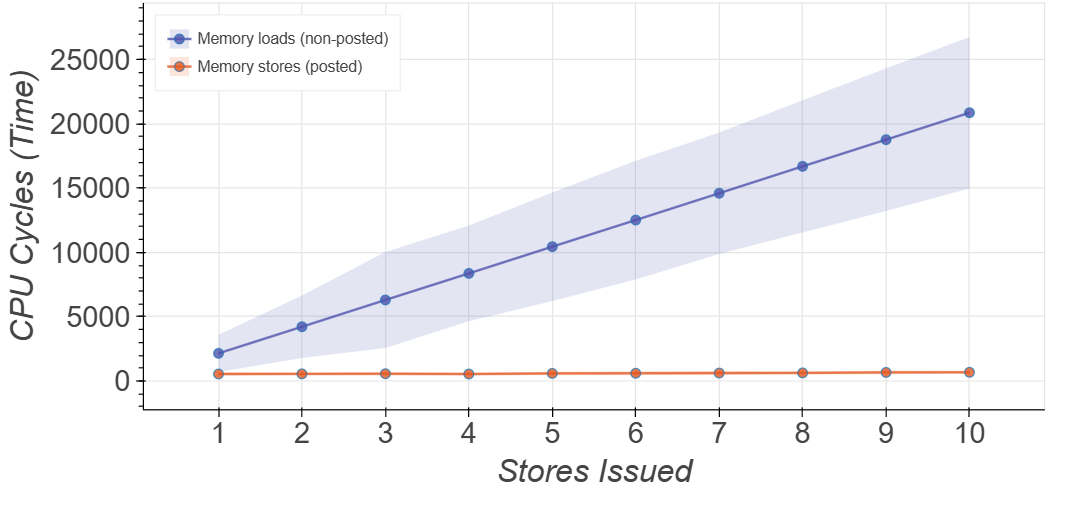 Memory loads (non-posted)
Memory stores (posted)
CPU Cycles (Time)
25000
20000
15000
10000
5000
0
1 2 3 4 5 6 7 8 9 10
Stores Issued